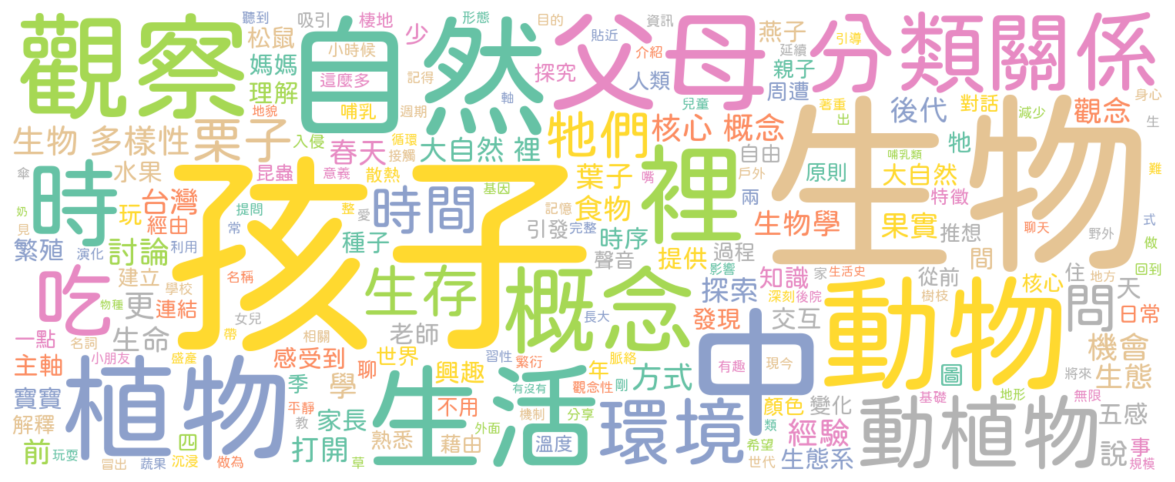 聽到 吸引 棲地 形態 目的 資訊 燕子 延續 引導
觀察 自然 父母 分類 關係
松鼠 小時候 少 貼近 介紹
媽媽 這麼多 探究 人類 親子
理解 記得 兒童 周遭 著重 後代 對話 減少 觀念 身心
地貌 哺乳 週期 軸 出 生
生物 多樣性 栗子 入侵 循環 牠們 核心 概念 牠 哺乳類
春天 接觸 大自然 裡 自由 原則 大自然 難
傘 水果 昆蟲 意義 散熱 基因 葉子 嘴 戶外 特徵
時 孩子 時間 裡 生物
奶 見 玩 台灣 提問 整 愛 記憶 食物 兩 式
經由 常 引發 完整 生物學 果實 推想 聊天 野外 做
繁殖 演化 利用 討論 種子 時序 聲音 提供 過程 問 回到
吃 建立 學校 名稱 生存 概念 影響 知識 家 生活史 從前 住 地方
物種 更 連結 女兒 探索 深刻 後院 核心 樹枝 動物 問 天 日常
一點 名詞 生命 帶 相關 老師 長大 發現 交互
小朋友 盛產 感受到 聊 世界 習性 繁衍 脈絡 中 有趣 現今 機會
主軸 植物 季 學 興趣 年 觀念性 剛 方式 圖 將來 生態
寶寶 平靜 家長 生活 有沒有 不用 環境 顏色 變化 基礎 地形 無限
解釋 教 機制 分享 類 動植物 五感
前 四 打開 熟悉 外面 溫度 希望 經驗 說 事
玩耍 冒出 蔬果 沉浸 做為 草 藉由 世代 生態系 規模